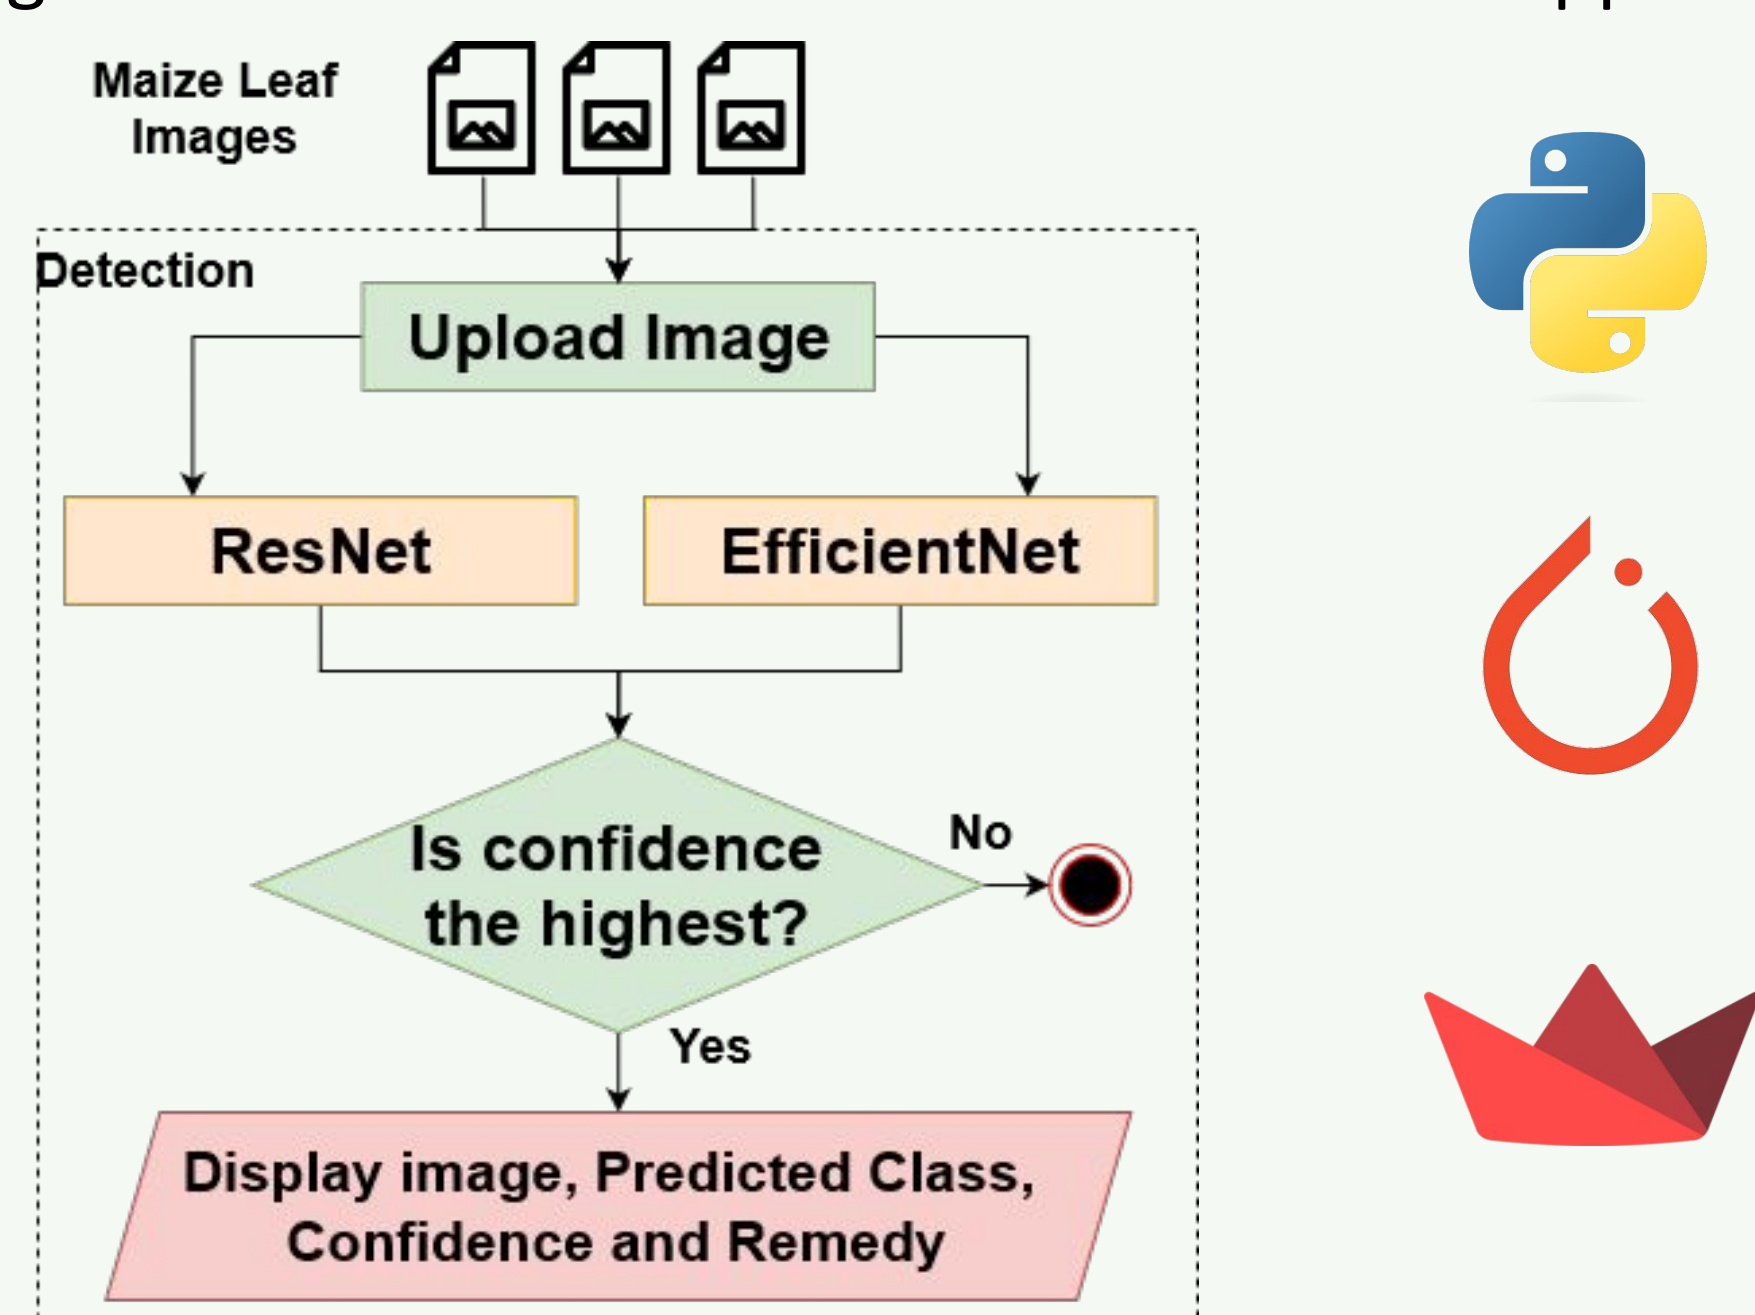 Maize Leaf
Images
Detection
Upload Image
ResNet
EfficientNet
Is confidence
the highest?
No
Yes
Display image, Predicted Class,
Confidence and Remedy